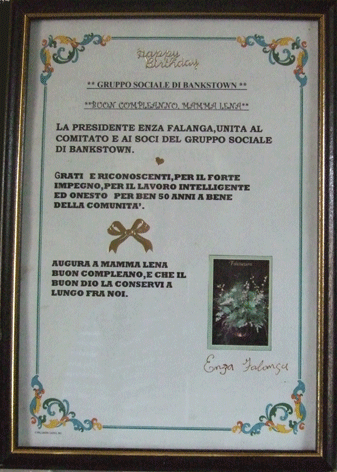 Happy
Birthday
** GRUPPO SOCIALE DI BANKSTOWN **
**BUON COMPLEANNO, MAMMA LENA**
LA PRESIDENTE ENZA FALANGA,UNITA AL
COMITATO E AI SOCI DEL GRUPPO SOCIALE
DI BANKSTOWN.
GRATI E RICONOSCENTI,PER IL FORTE
IMPEGNO,PER IL LAVORO INTELLIGENTE
ED ONESTO PER BEN 50 ANNI A BENE
DELLA COMUNITA'.
AUGURA A MAMMA LENA
BUON COMPLEANO,E CHE IL
BUON DIO LA CONSERVI A
LUNGO FRA NOI.
Enza Falanga